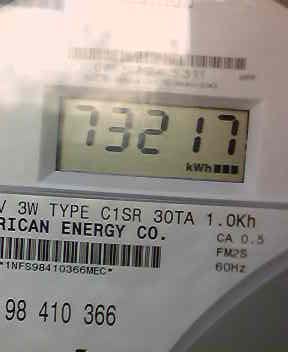 73217
kWh
V 3W TYPE C1SR 30TA 1.0Kh
RICAN ENERGY CO.
CA 0.5
FM2S
60Hz
*1NFS98410366MEC*
98 410 366